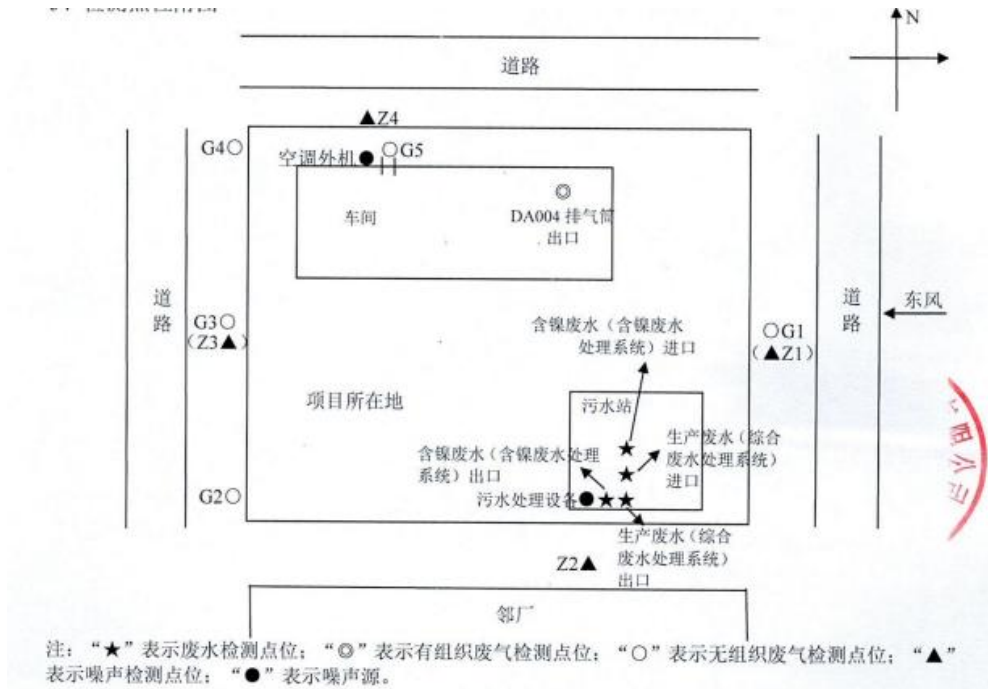 N
道路
▲Z4
G4○
○G5
空调外机●
◎
车间
DA004 排气筒
出口
道
路
道
路
东风
G3○
（Z3▲）
○G1
（▲Z1）
含镍废水（含镍废水
处理系统）进口
项目所在地
污水站
含镍废水（含镍废水处理
系统）出口
★
★
生产废水（综合
废水处理系统）
进口
G2○
污水处理设备●★★
生产废水（综合
废水处理系统）
出口
Z2▲
邻厂
注：“★”表示废水检测点位；“◎”表示有组织废气检测点位；“○”表示无组织废气检测点位；“▲”
表示噪声检测点位；“●”表示噪声源。